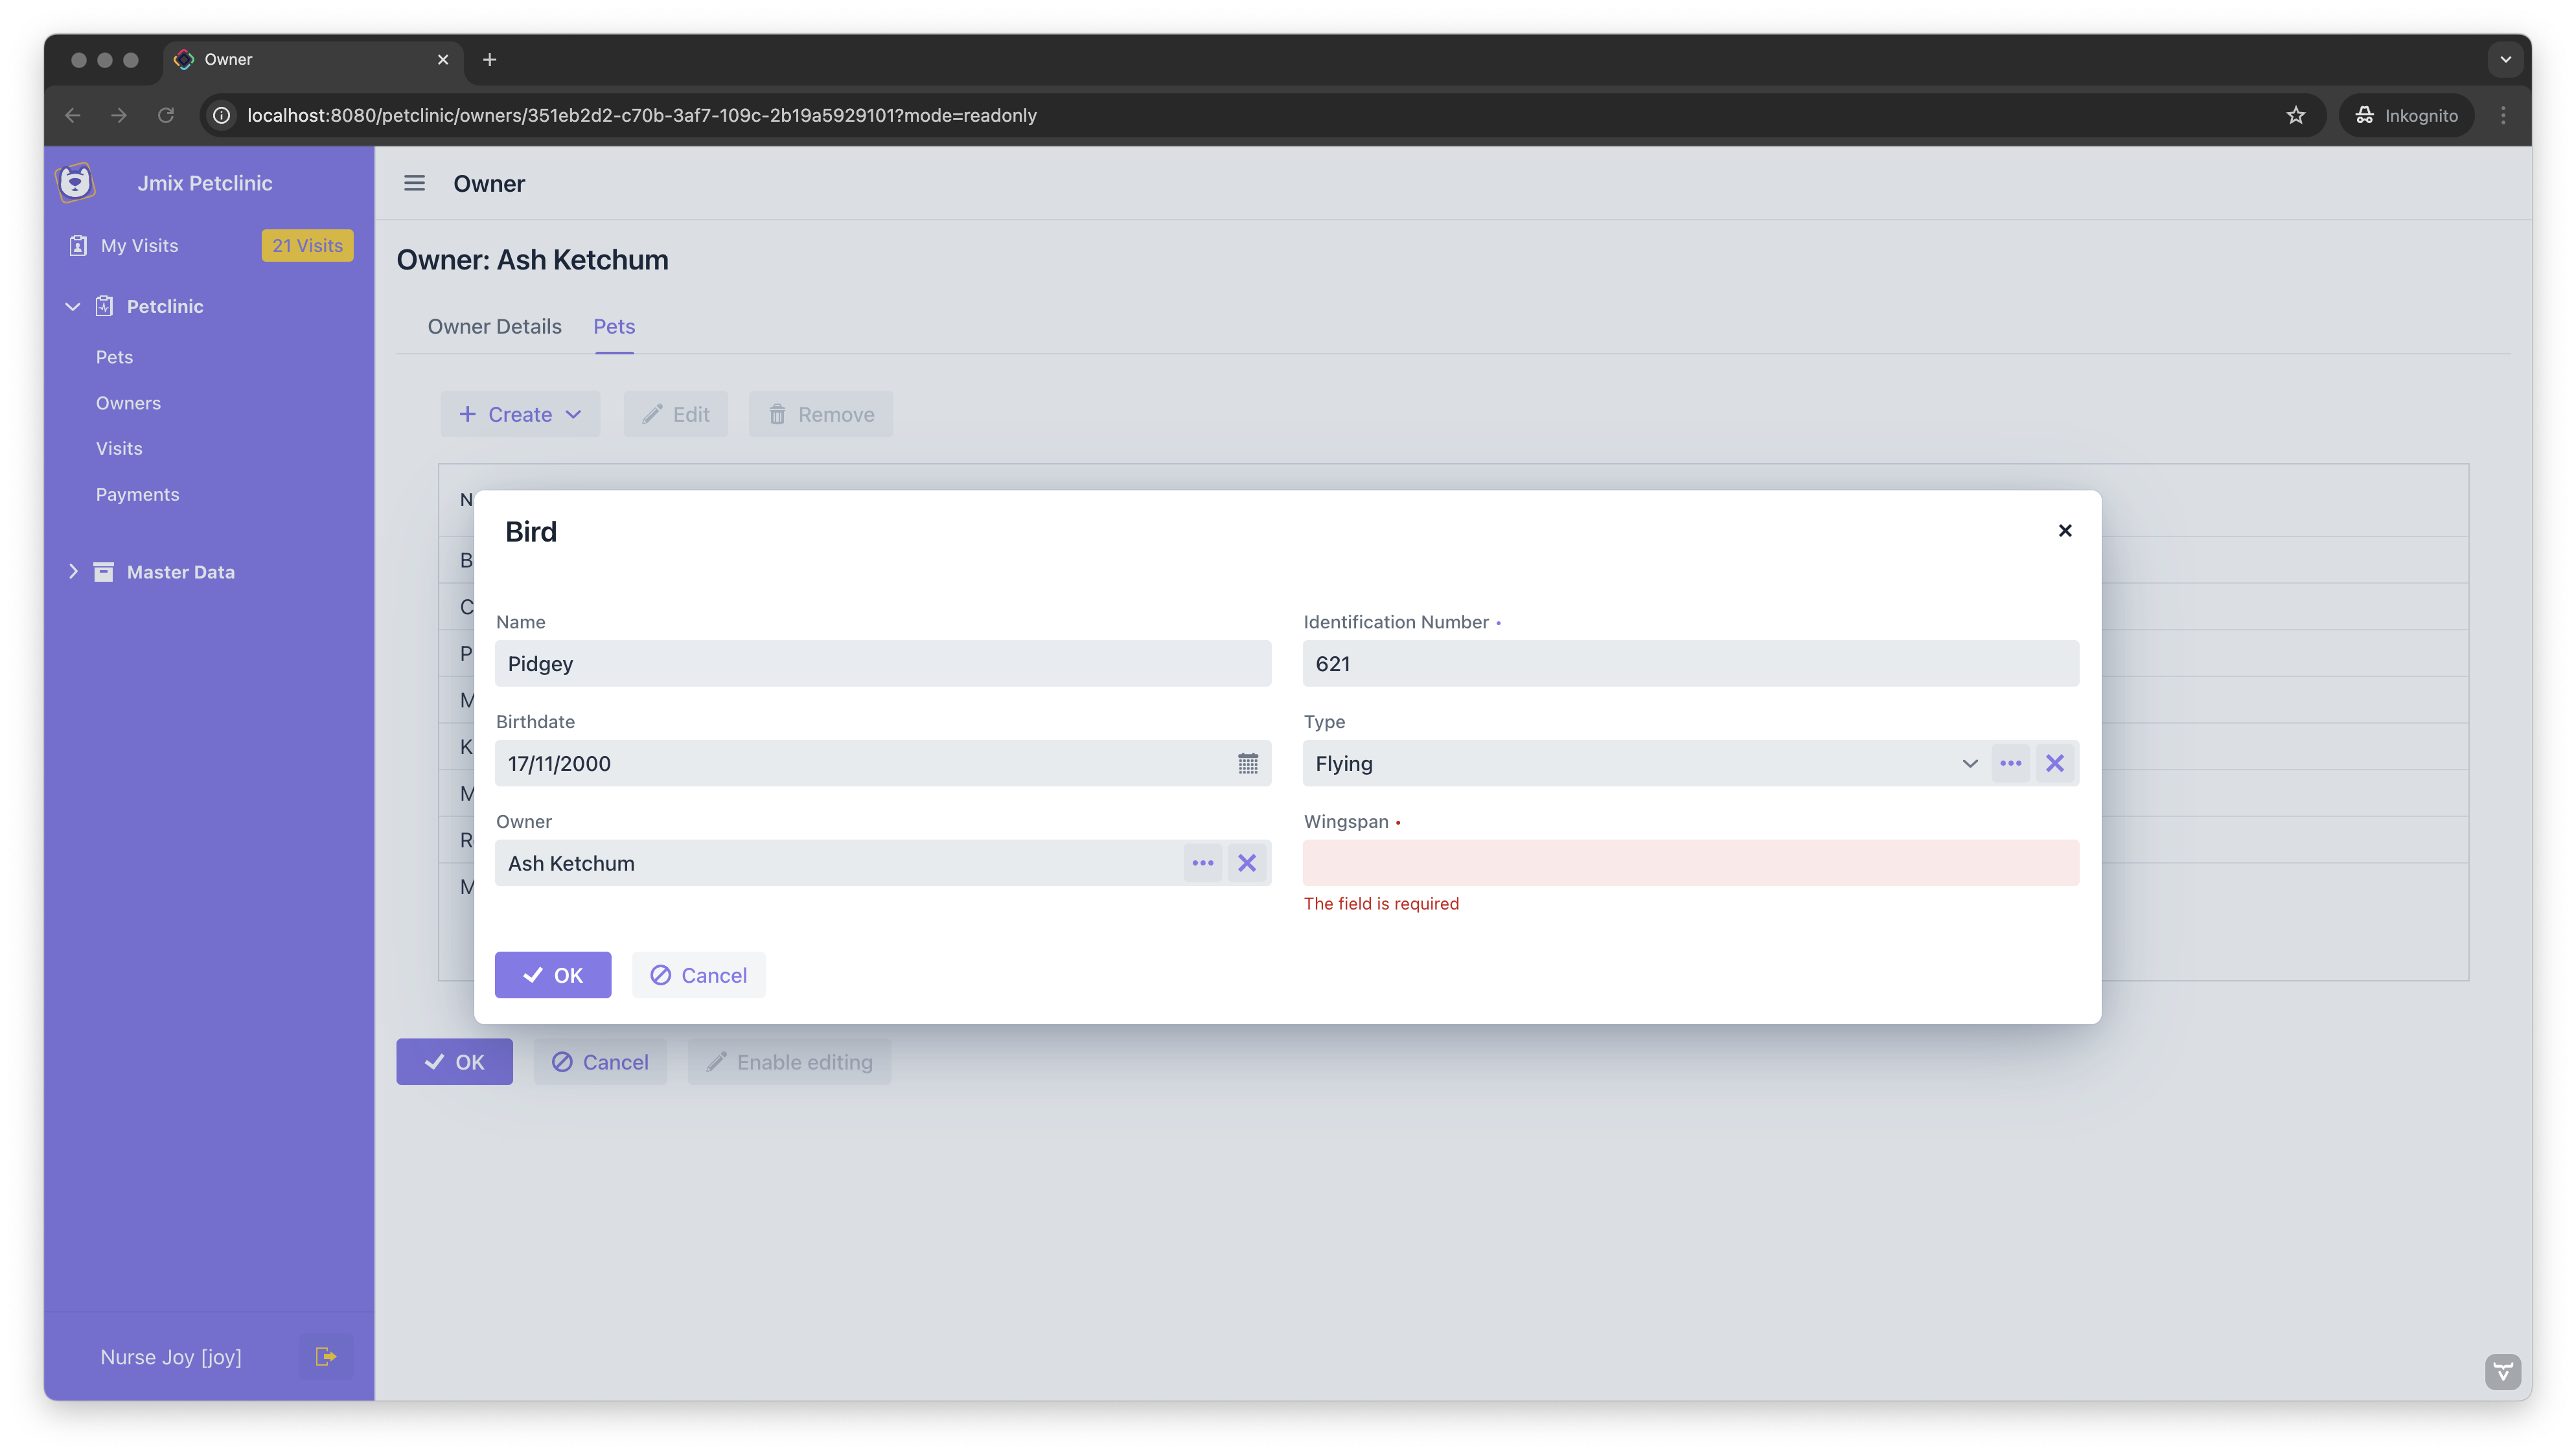 Owner
localhost:8080/petclinic/owners/351eb2d2-c70b-3af7-109c-2b19a5929101?mode=readonly
Inkognito
Jmix Petclinic
My Visits
21 Visits
Petclinic
Pets
Owners
Visits
Payments
Master Data
Nurse Joy [joy]
Owner
Owner: Ash Ketchum
Owner Details
Pets
Create
Edit
Remove
N
B
C
P
M
K
M
R
M
Bird
Name
Pidgey
Identification Number •
621
Birthdate
17/11/2000
Type
Flying
Owner
Ash Ketchum
Wingspan •
The field is required
OK
Cancel
OK
Cancel
Enable editing